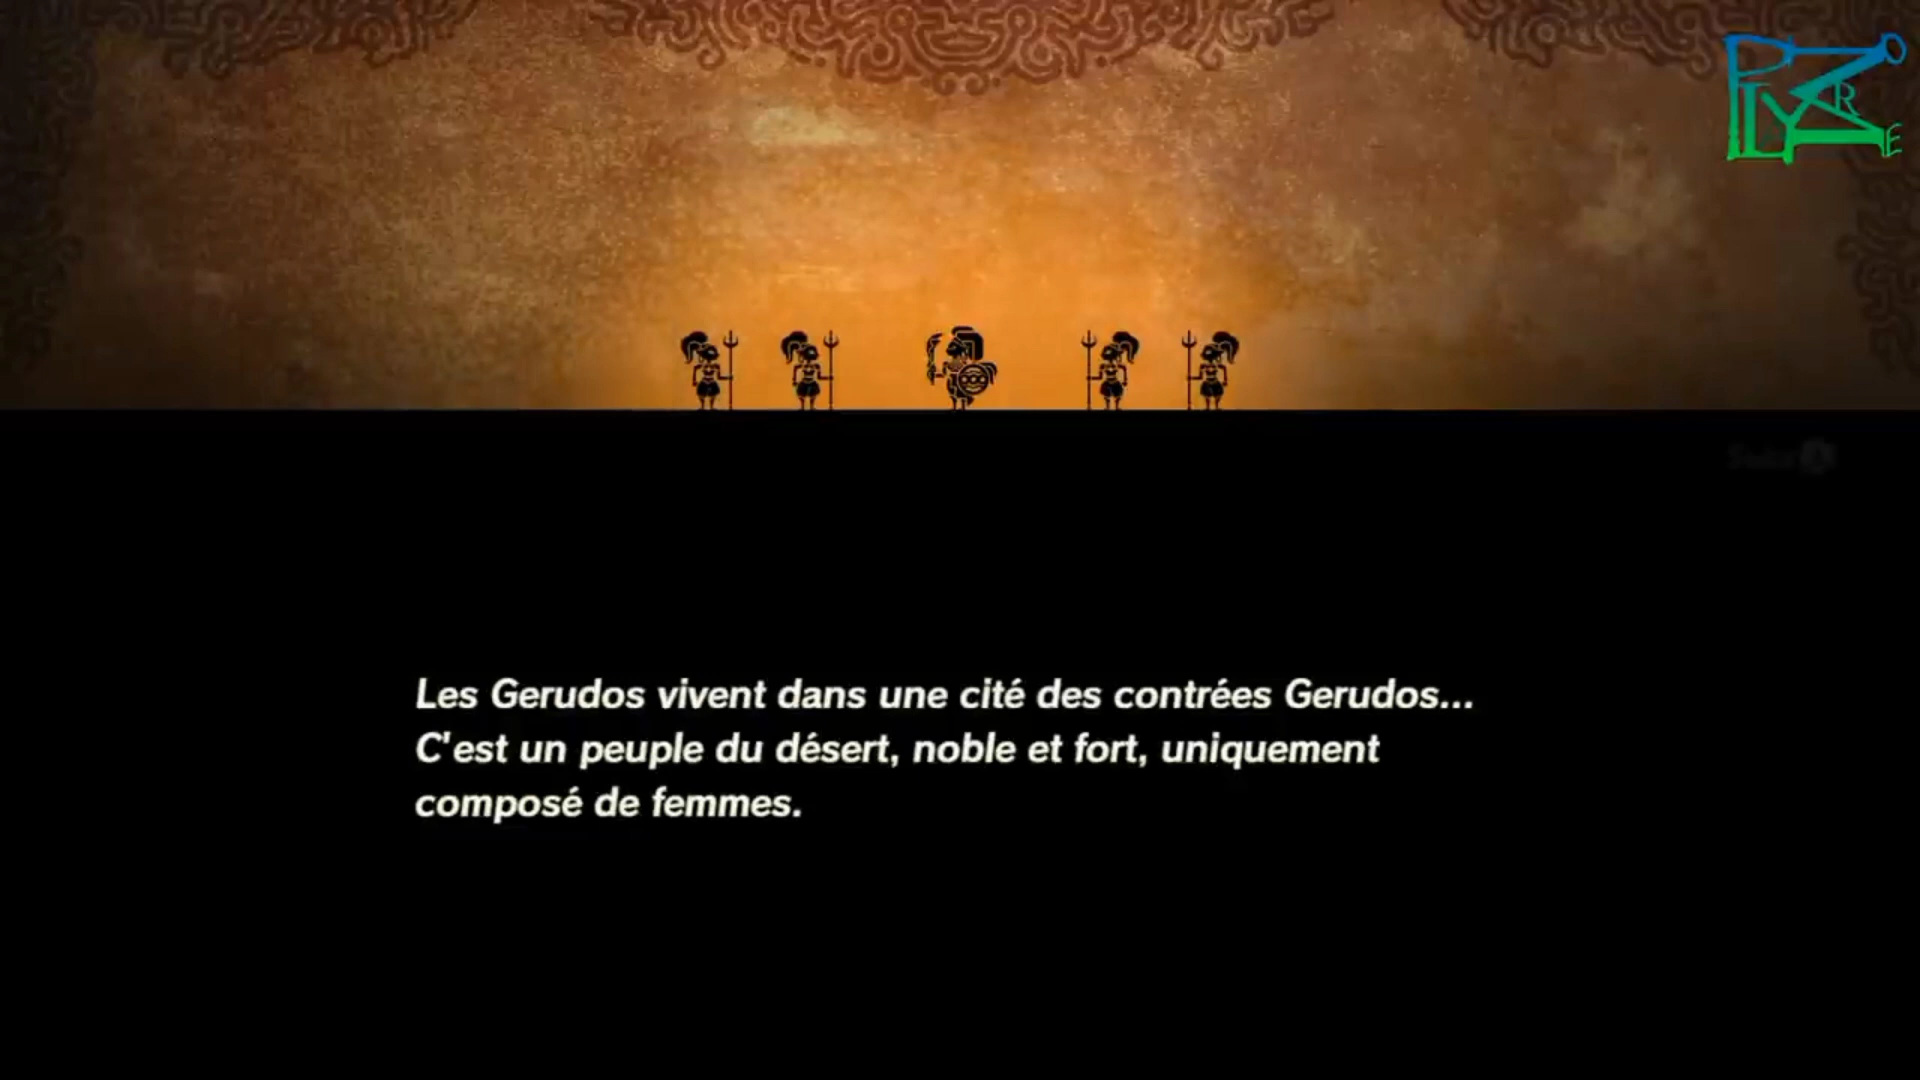 Les Gerudos vivent dans une cité des contrées Gerudos...
C'est un peuple du désert, noble et fort, uniquement
composé de femmes.